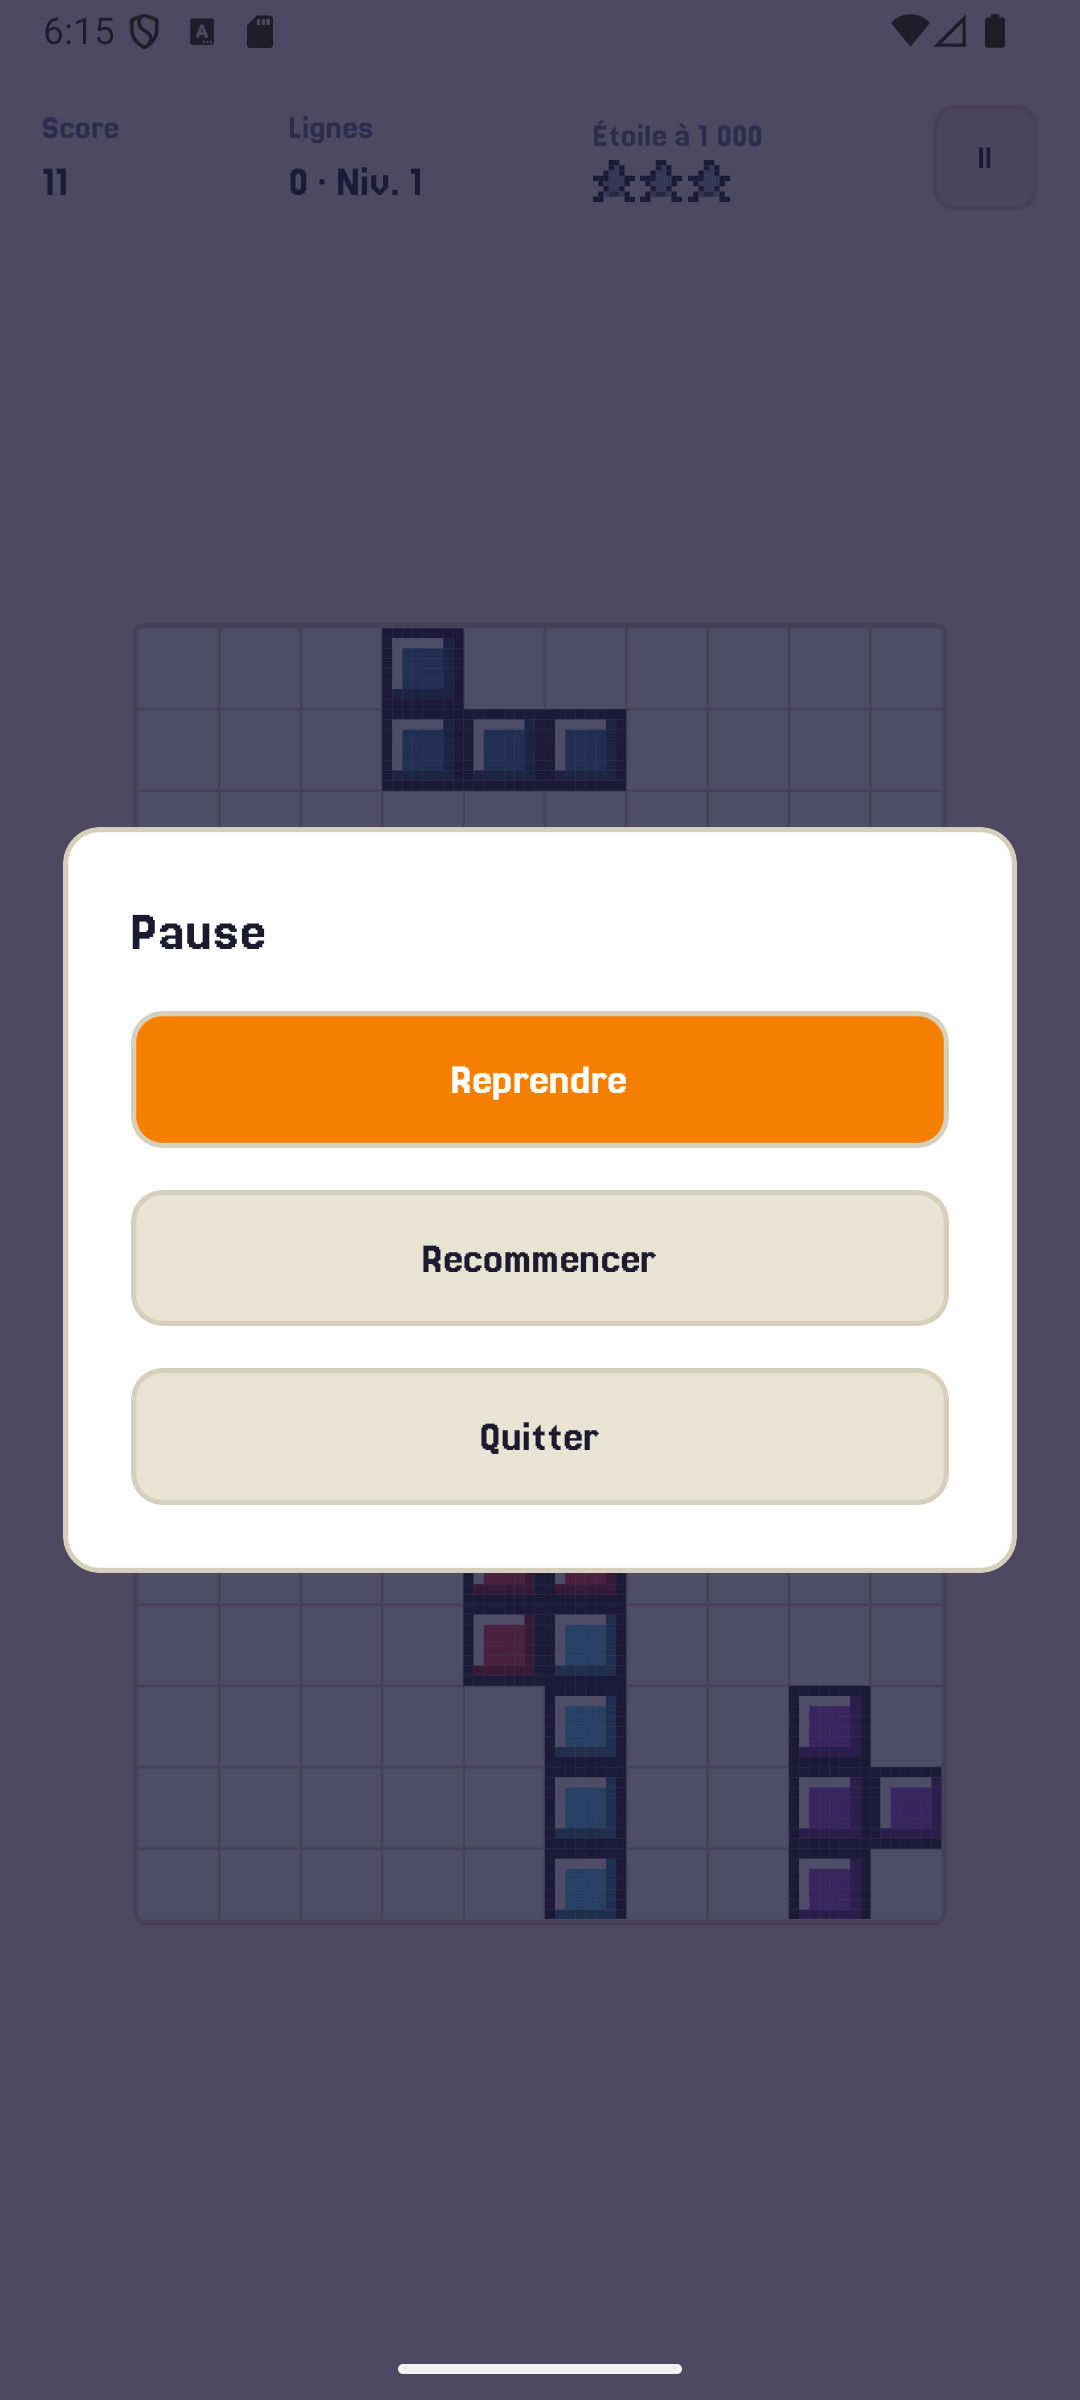 6:15
Score
Lignes
Étoile à 1 000
11
0 · Niv. 1
Pause
Reprendre
Recommencer
Quitter